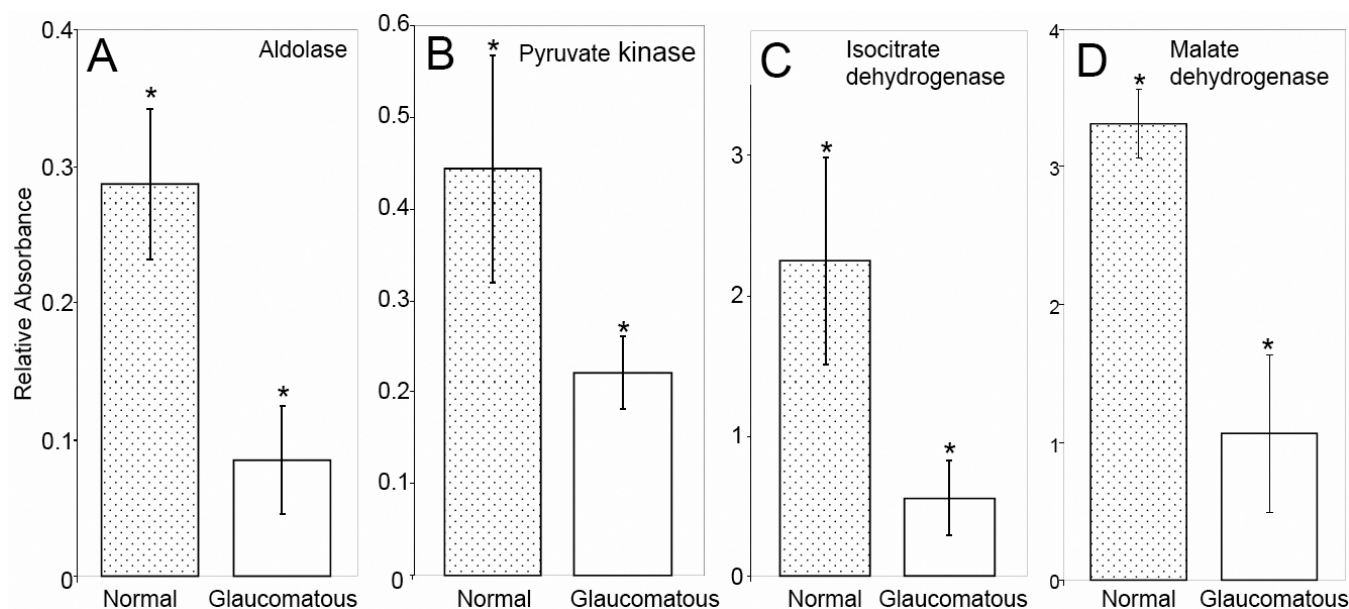 A
Aldolase
*
*
0.4
0.3
0.2
0.1
0
Relative Absorbance
Normal Glaucomatous
B
Pyruvate kinase
*
*
0.6
0.5
0.4
0.3
0.2
0.1
0
Normal Glaucomatous
C
Isocitrate
dehydrogenase
*
*
3
2
1
0
Normal Glaucomatous
D
Malate
dehydrogenase
*
*
4
3
2
1
0
Normal Glaucomatous